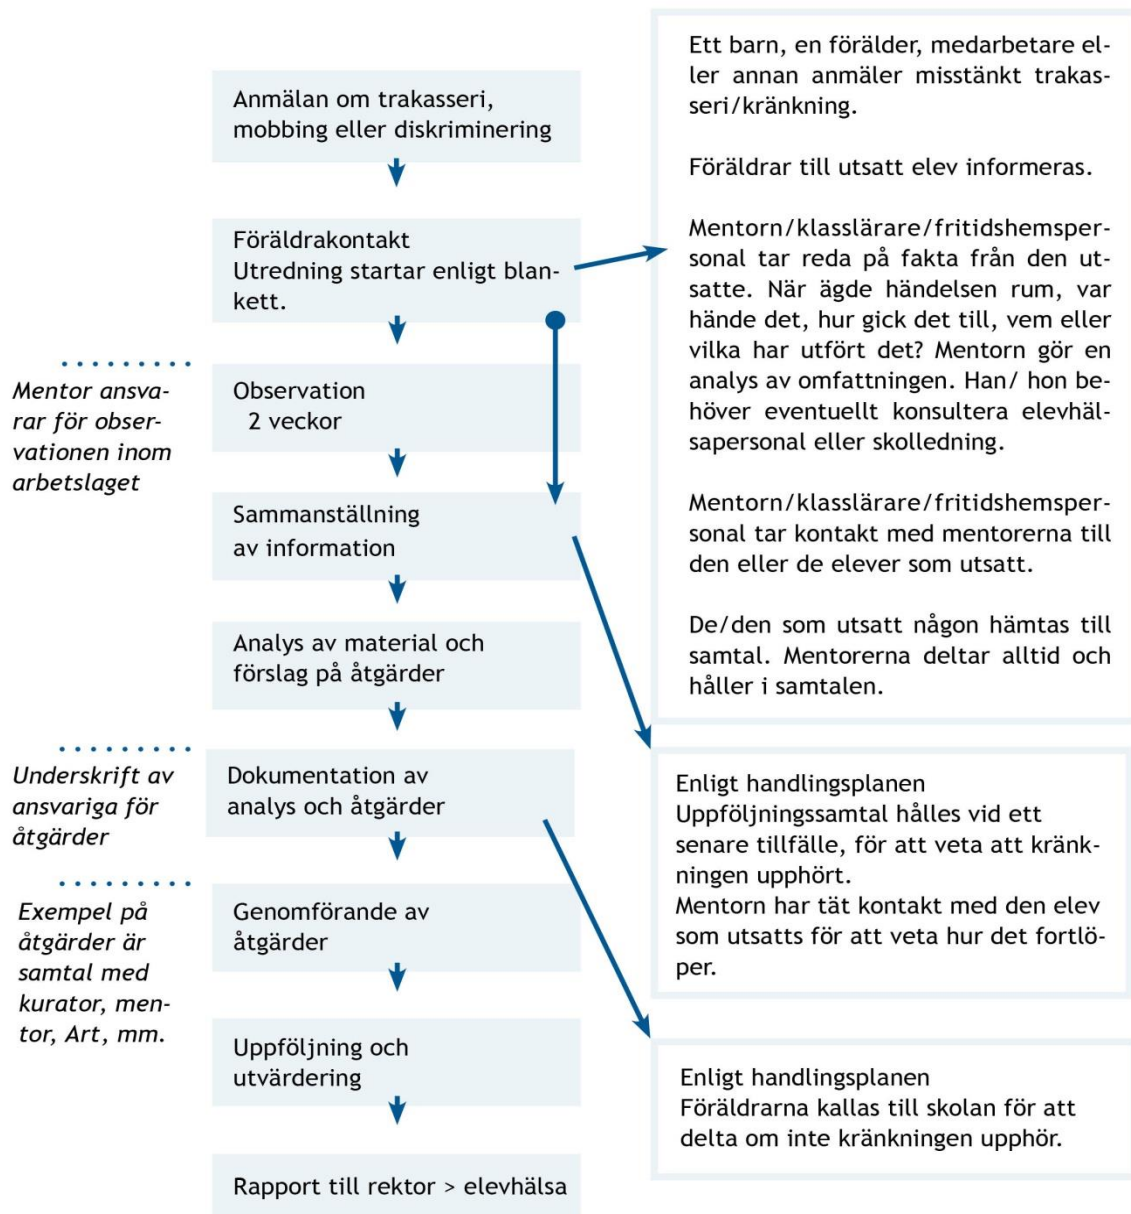 Anmälan om trakasseri,
mobbing eller diskriminering
Föräldrakontakt
Utredning startar enligt blan-
kett.
Mentor ansva-
rar för obser-
vationen inom
arbetslaget
Observation
2 veckor
Sammanställning
av information
Analys av material och
förslag på åtgärder
Underskrift av
ansvariga för
åtgärder
Dokumentation av
analys och åtgärder
Exempel på
åtgärder är
samtal med
kurator, men-
tor, Art, mm.
Genomförande av
åtgärder
Uppföljning och
utvärdering
Rapport till rektor > elevhälsa
Ett barn, en förälder, medarbetare el-
ler annan anmäler misstänkt trakas-
seri/kränkning.
Föräldrar till utsatt elev informeras.
Mentorn/klasslärare/fritidshemsper-
sonal tar reda på fakta från den ut-
satte. När ägde händelsen rum, var
hände det, hur gick det till, vem eller
vilka har utfört det? Mentorn gör en
analys av omfattningen. Han/ hon be-
höver eventuellt konsultera elevhäl-
sapersonal eller skolledning.
Mentorn/klasslärare/fritidshemsper-
sonal tar kontakt med mentorerna till
den eller de elever som utsatt.
De/den som utsatt någon hämtas till
samtal. Mentorerna deltar alltid och
håller i samtalen.
Enligt handlingsplanen
Uppföljningssamtal hålles vid ett
senare tillfälle, för att veta att kränk-
ningen upphört.
Mentorn har tät kontakt med den elev
som utsatts för att veta hur det fortlö-
per.
Enligt handlingsplanen
Föräldrarna kallas till skolan för att
delta om inte kränkningen upphör.